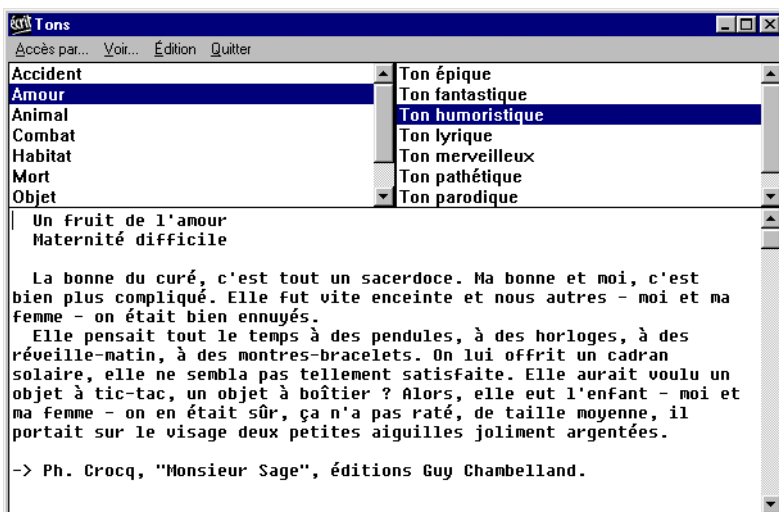 écrit Tons
Accès par... Voir... Édition Quitter
Accident
Amour
Animal
Combat
Habitat
Mort
Objet
Ton épique
Ton fantastique
Ton humoristique
Ton lyrique
Ton merveilleux
Ton pathétique
Ton parodique
Un fruit de l'amour
Maternité difficile
La bonne du curé, c'est tout un sacerdoce. Ma bonne et moi, c'est
bien plus compliqué. Elle fut vite enceinte et nous autres - moi et ma
femme - on était bien ennuyés.
Elle pensait tout le temps à des pendules, à des horloges, à des
réveille-matin, à des montres-bracelets. On lui offrit un cadran
solaire, elle ne sembla pas tellement satisfaite. Elle aurait voulu un
objet à tic-tac, un objet à boîtier ? Alors, elle eut l'enfant - moi et
ma femme - on en était sûr, ça n'a pas raté, de taille moyenne, il
portait sur le visage deux petites aiguilles joliment argentées.
-> Ph. Crocq, "Monsieur Sage", éditions Guy Chambelland.